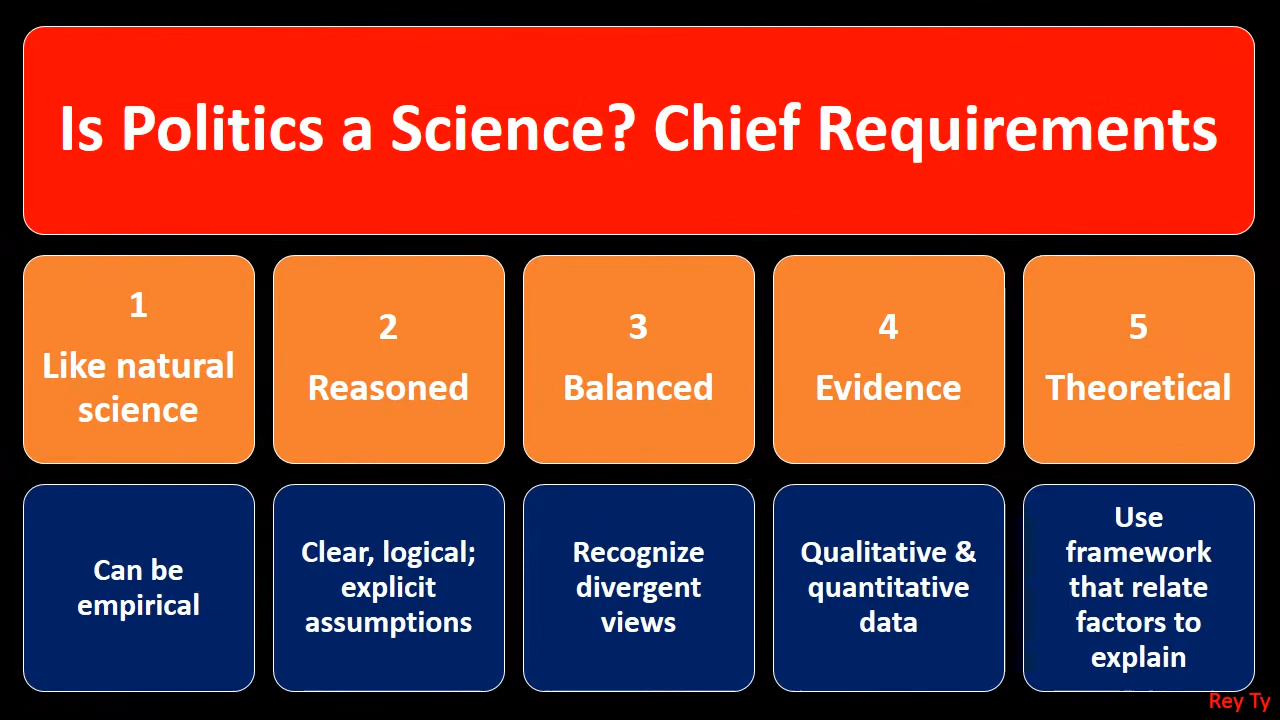 Is Politics a Science? Chief Requirements
1
Like natural
science
2
Reasoned
3
Balanced
4
Evidence
5
Theoretical
Can be
empirical
Clear, logical;
explicit
assumptions
Recognize
divergent
views
Qualitative &
quantitative
data
Use
framework
that relate
factors to
explain
Rey Ty